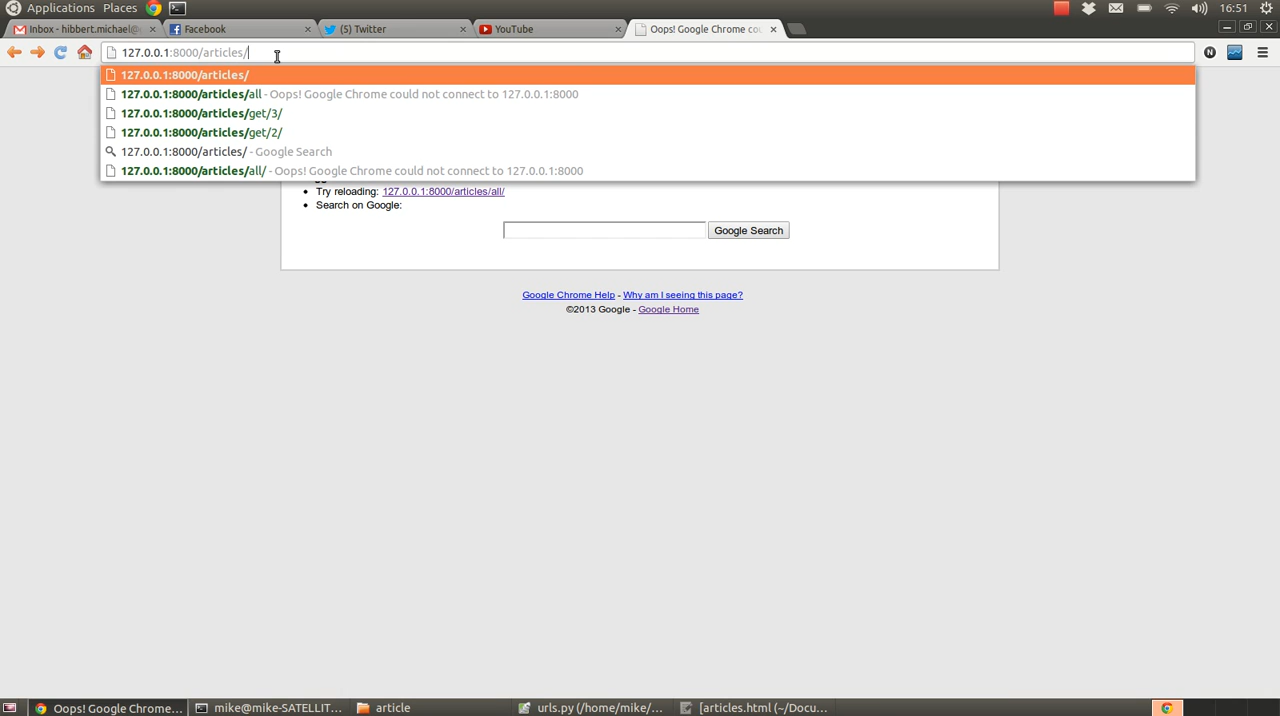 Applications Places 16:51
Inbox - hibbert.michael@ Facebook (5) Twitter YouTube Oops! Google Chrome cou
127.0.0.1:8000/articles/
127.0.0.1:8000/articles/
127.0.0.1:8000/articles/all - Oops! Google Chrome could not connect to 127.0.0.1:8000
127.0.0.1:8000/articles/get/3/
127.0.0.1:8000/articles/get/2/
127.0.0.1:8000/articles/ - Google Search
127.0.0.1:8000/articles/all/ - Oops! Google Chrome could not connect to 127.0.0.1:8000
• Try reloading: 127.0.0.1:8000/articles/all/
• Search on Google:
Google Search
Google Chrome Help - Why am I seeing this page?
©2013 Google - Google Home
Oops! Google Chrome... mike@mike-SATELLIT... article urls.py (/home/mike/... [articles.html (~/Docu...